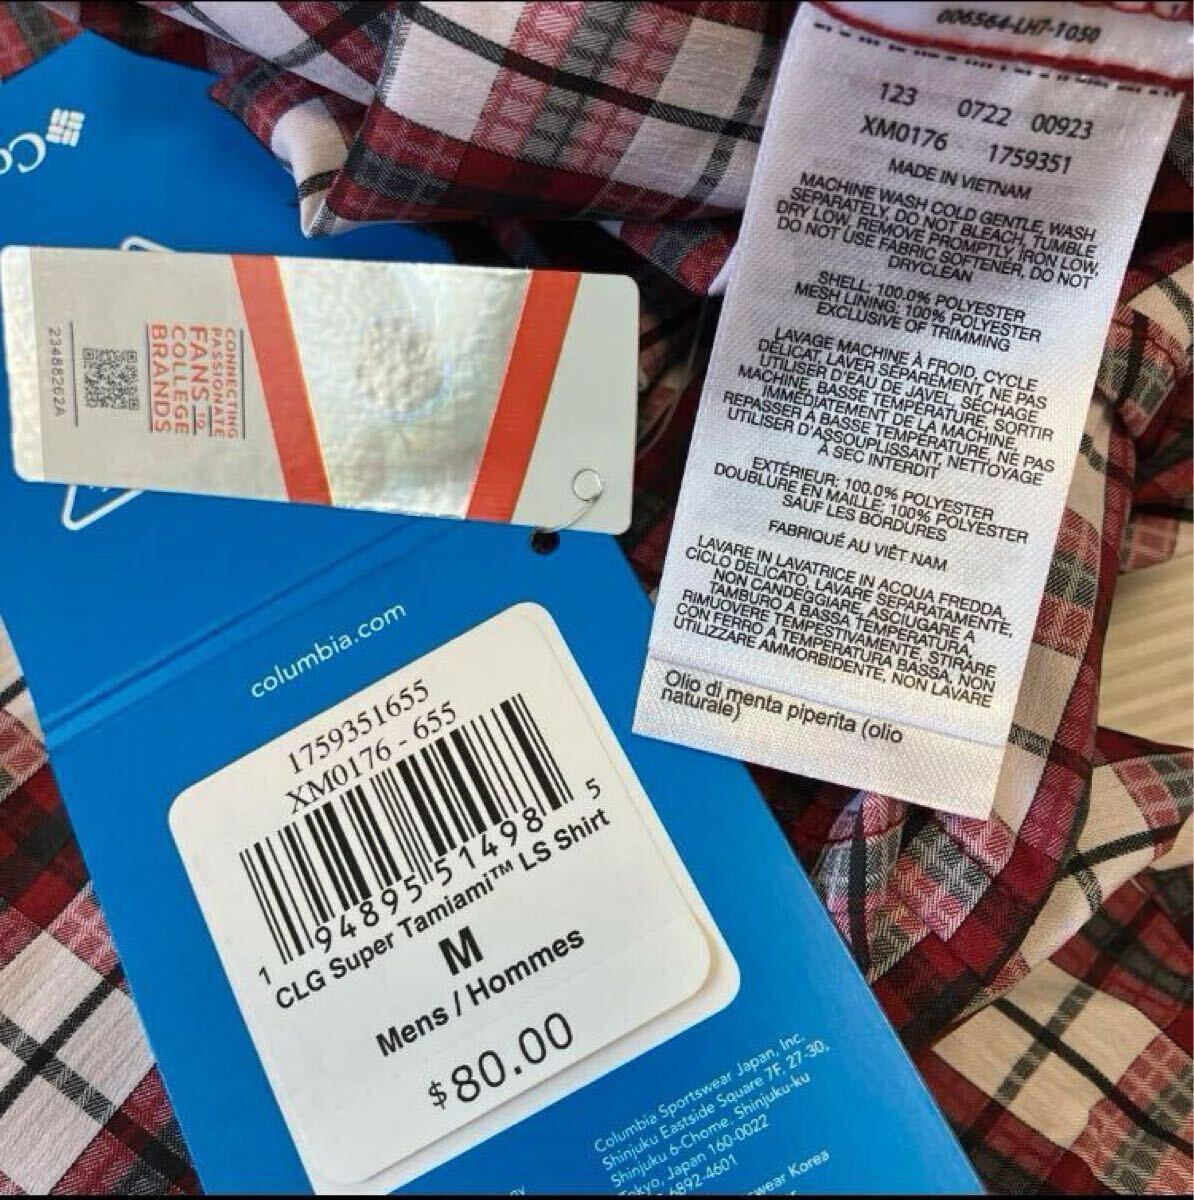 Co
006564-LH7-1050
123 0722 00923
XM0176 1759351
MADE IN VIETNAM
MACHINE WASH COLD GENTLE, WASH
SEPARATELY, DO NOT BLEACH, TUMBLE
DRY LOW, REMOVE PROMPTLY, IRON LOW,
DO NOT USE FABRIC SOFTENER, DO NOT
DRYCLEAN
SHELL: 100.0% POLYESTER
MESH LINING: 100% POLYESTER
EXCLUSIVE OF TRIMMING
LAVAGE MACHINE À FROID, CYCLE
DÉLICAT, LAVER SÉPARÉMENT, NE PAS
UTILISER D'EAU DE JAVEL, SÉCHAGE
MACHINE, BASSE TEMPÉRATURE, SORTIR
IMMÉDIATEMENT DE LA MACHINE,
REPASSER A BASSE TEMPÉRATURE, NE PAS
UTILISER D'ASSOUPLISSANT, NETTOYAGE
À SEC INTERDIT
EXTÉRIEUR: 100.0% POLYESTER
DOUBLURE EN MAILLE: 100% POLYESTER
SAUF LES BORDURES
FABRIQUÉ AU VIÊT NAM
LAVARE IN LAVATRICE IN ACQUA FREDDA,
CICLO DELICATO. LAVARE SEPARATAMENTE,
NON CANDEGGIARE, ASCIUGARE A
TAMBURO A BASSA TEMPERATURA,
RIMUOVERE TEMPESTIVAMENTE, STIRARE
CON FERRO A TEMPERATURA BASSA, NON
UTILIZZARE AMMORBIDENTE, NON LAVARE
Olio di menta piperita (olio
naturale)
CONNECTING
PASSIONATE
FANS TO
COLLEGE
BRANDS
23488262A
columbia.com
1759351655
XM0176 - 655
1 94895 51498 5
CLG Super Tamiami™ LS Shirt
M
Mens / Hommes
$80.00
Columbia Sportswear Japan, Inc.
Shinjuku Eastside Square 7F, 27-30,
Shinjuku 6-Chome, Shinjuku-ku
Tokyo, Japan 160-0022
6892-4601
wear Korea